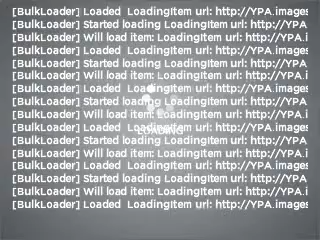 [BulkLoader] Loaded LoadingItem url: http://YPA.images
[BulkLoader] Started loading LoadingItem url: http://YPA
[BulkLoader] Will load item: LoadingItem url: http://YPA.i
[BulkLoader] Loaded LoadingItem url: http://YPA.images
[BulkLoader] Started loading LoadingItem url: http://YPA
[BulkLoader] Will load item: LoadingItem url: http://YPA.i
[BulkLoader] Loaded LoadingItem url: http://YPA.images
[BulkLoader] Started loading LoadingItem url: http://YPA
[BulkLoader] Will load item: LoadingItem url: http://YPA.i
[BulkLoader] Loaded LoadingItem url: http://YPA.images
LOADING
[BulkLoader] Started loading LoadingItem url: http://YPA
[BulkLoader] Will load item: LoadingItem url: http://YPA.i
[BulkLoader] Loaded LoadingItem url: http://YPA.images
[BulkLoader] Started loading LoadingItem url: http://YPA
[BulkLoader] Will load item: LoadingItem url: http://YPA.i
[BulkLoader] Loaded LoadingItem url: http://YPA.images